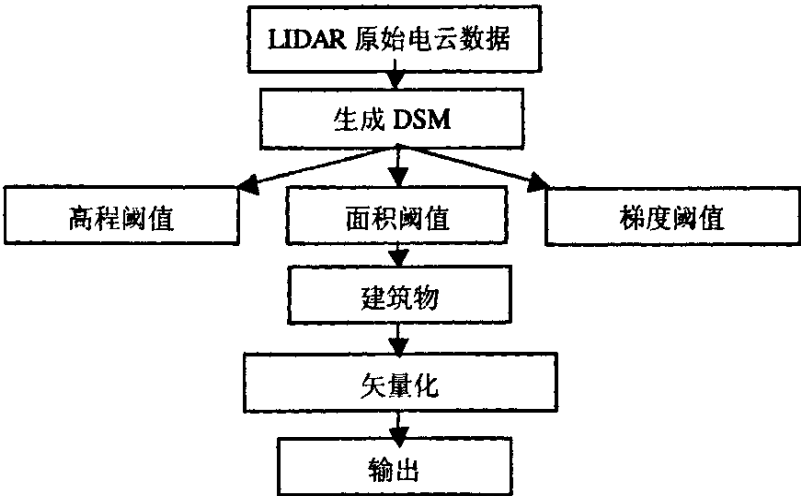 LIDAR 原始电云数据
生成 DSM
高程阈值
面积阈值
梯度阈值
建筑物
矢量化
输出